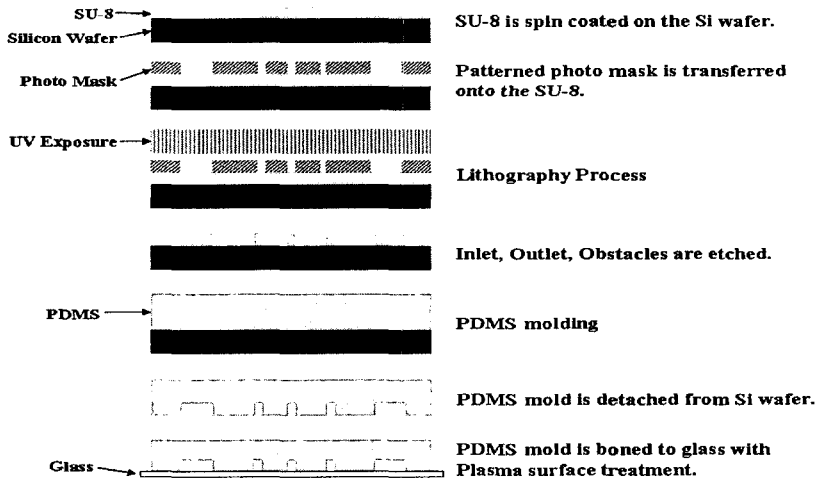 SU-8
SU-8 is spin coated on the Si wafer.
Silicon Wafer
Photo Mask
Patterned photo mask is transferred
onto the SU-8.
UV Exposure
Lithography Process
Inlet, Outlet, Obstacles are etched.
PDMS
PDMS molding
PDMS mold is detached from Si wafer.
Glass
PDMS mold is boned to glass with
Plasma surface treatment.